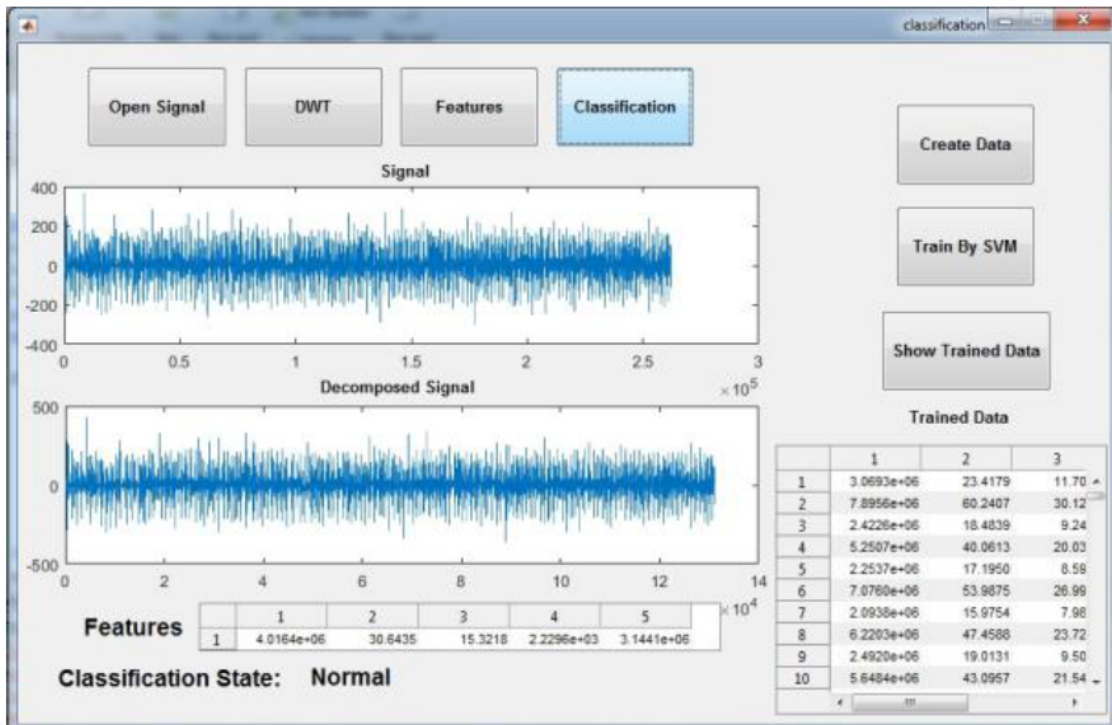 classification
Open Signal
DWT
Features
Classification
Create Data
Train By SVM
Show Trained Data
Signal
400
200
0
-200
-400
0 0.5 1 1.5 2 2.5 3
×10^5
Decomposed Signal
500
0
-500
0 2 4 6 8 10 12 14
×10^4
Features
1 2 3 4 5
1 4.0164e+06 30.6435 15.3218 2.2296e+03 3.1441e+06
Classification State: Normal
Trained Data
1 2 3
1 3.0693e+06 23.4179 11.70
2 7.8956e+06 60.2407 30.12
3 2.4226e+06 18.4839 9.24
4 5.2507e+06 40.0613 20.03
5 2.2537e+06 17.1950 8.59
6 7.0760e+06 53.9875 26.99
7 2.0938e+06 15.9754 7.98
8 6.2203e+06 47.4588 23.72
9 2.4920e+06 19.0131 9.50
10 5.6484e+06 43.0957 21.54